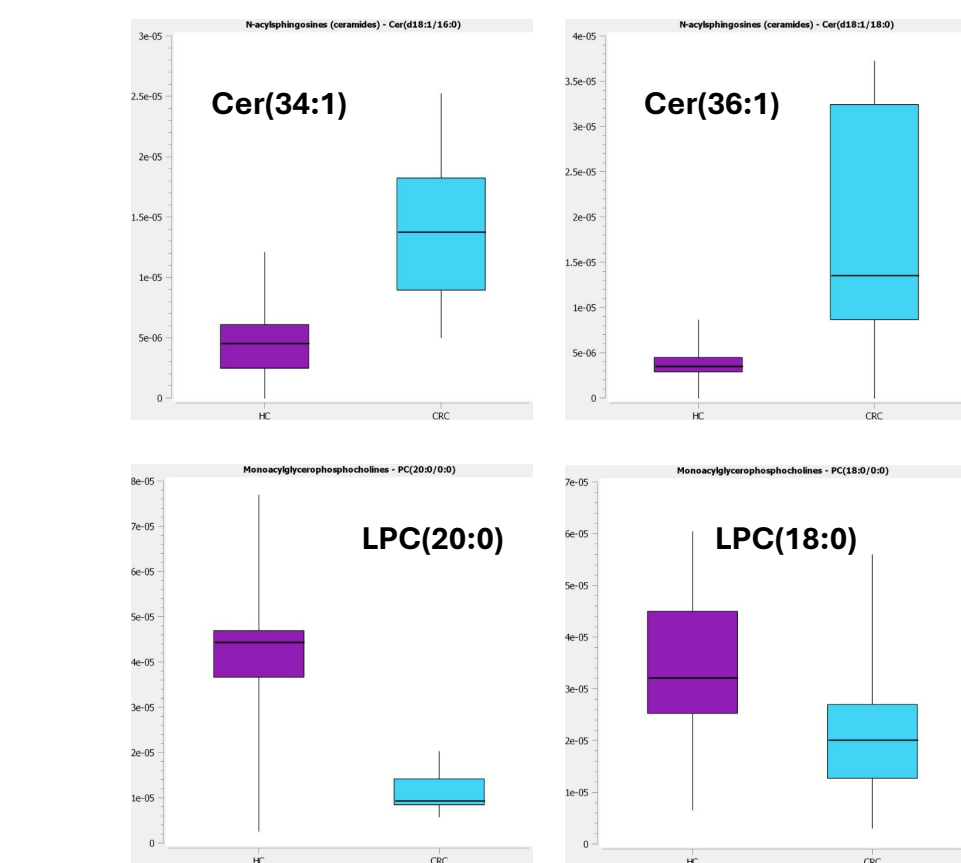 N-acylsphingosines (ceramides) - Cer(d18:1/16:0)
3e-05
2.5e-05
2e-05
1.5e-05
1e-05
5e-06
0
Cer(34:1)
HC CRC
N-acylsphingosines (ceramides) - Cer(d18:1/18:0)
4e-05
3.5e-05
3e-05
2.5e-05
2e-05
1.5e-05
1e-05
5e-06
0
Cer(36:1)
HC CRC
Monoacylglycerophosphocholines - PC(20:0/0:0)
8e-05
7e-05
6e-05
5e-05
4e-05
3e-05
2e-05
1e-05
0
LPC(20:0)
HC CRC
Monoacylglycerophosphocholines - PC(18:0/0:0)
7e-05
6e-05
5e-05
4e-05
3e-05
2e-05
1e-05
0
LPC(18:0)
HC CRC